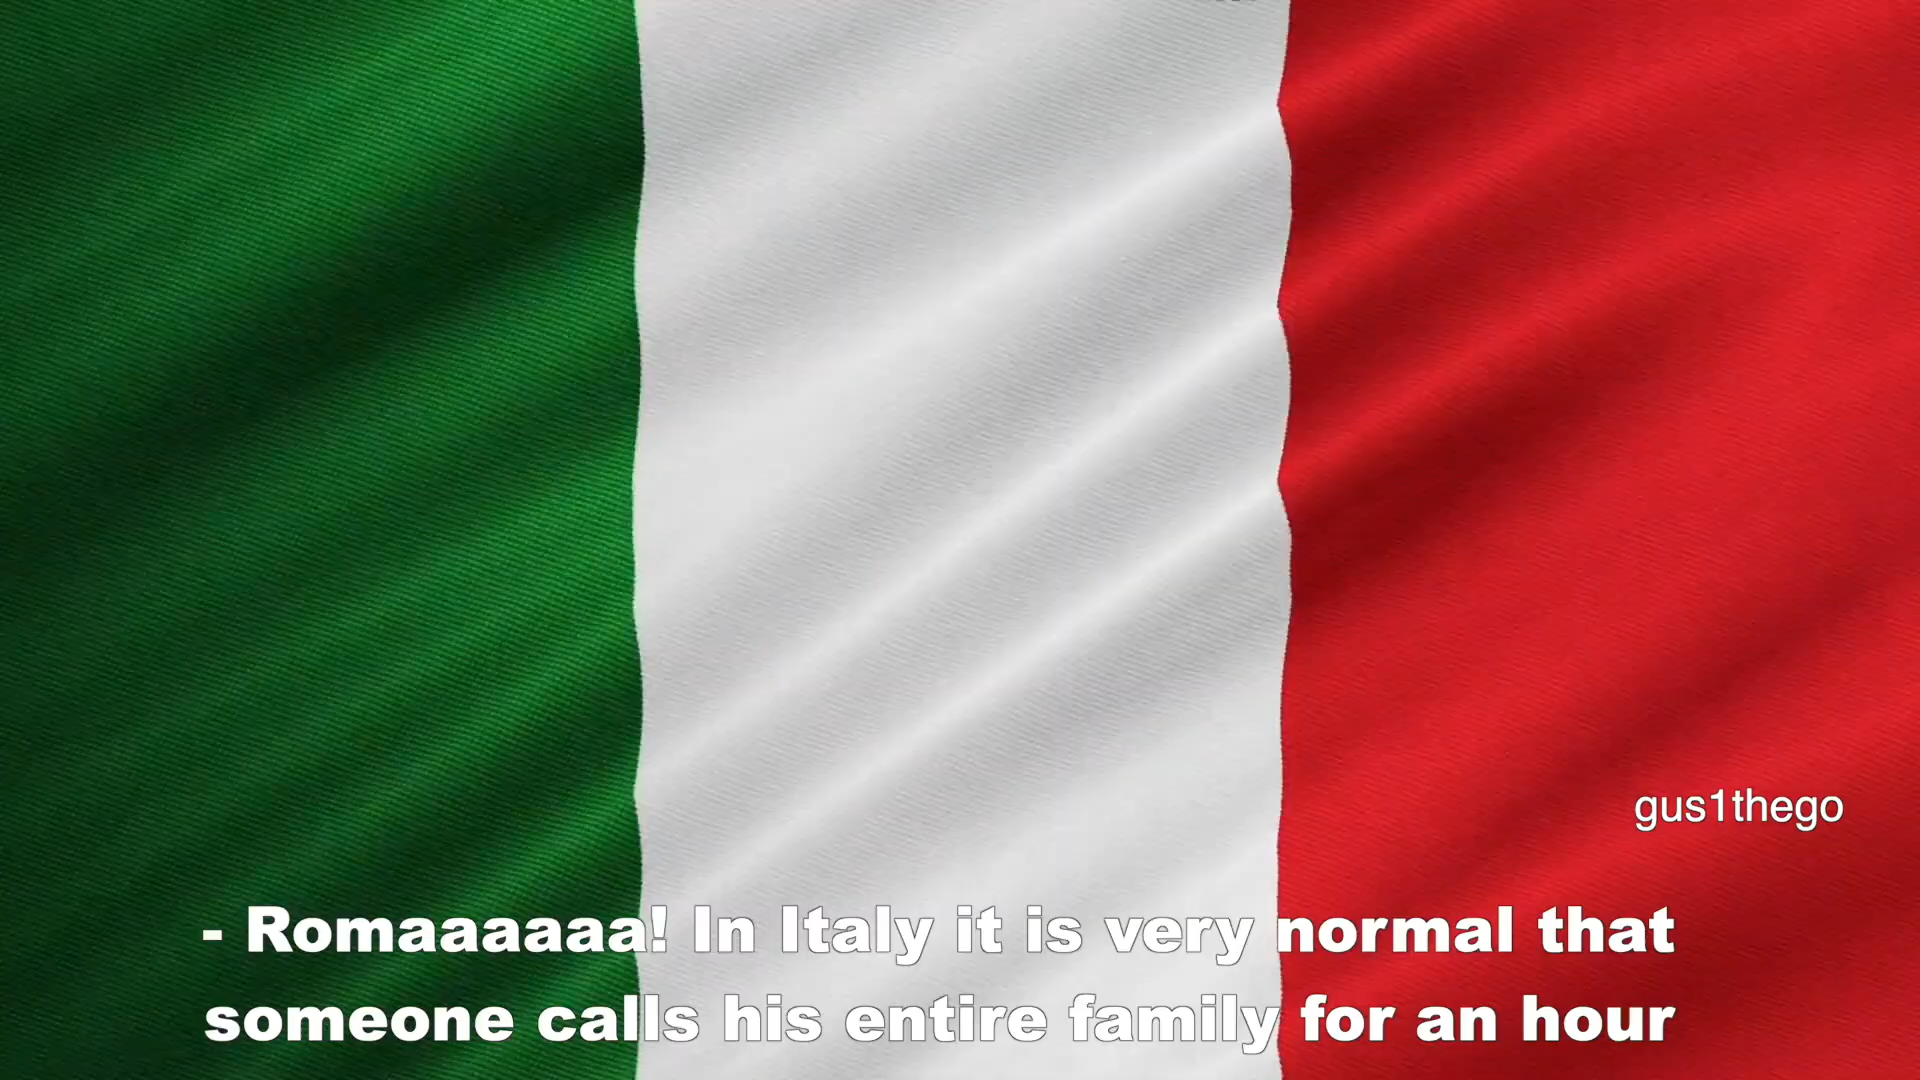 gus1thego
- Romaaaaaa! In Italy it is very normal that
someone calls his entire family for an hour